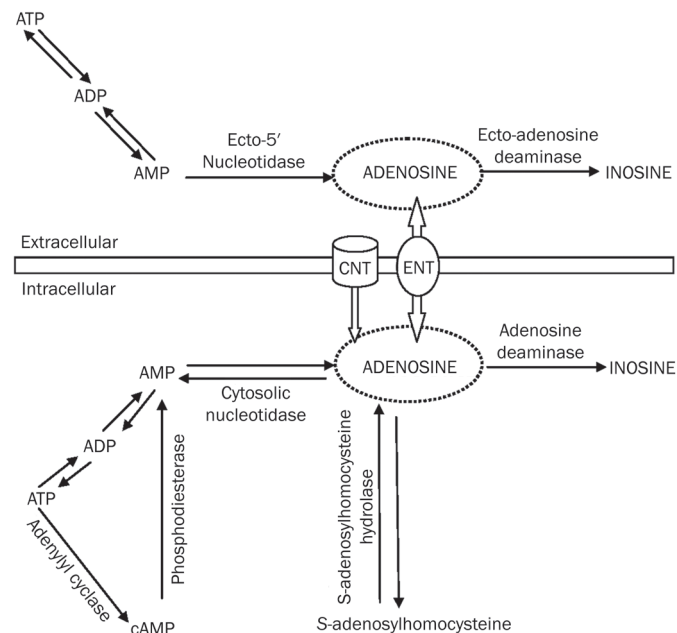 ATP
ADP
AMP
Ecto-5′
Nucleotidase
ADENOSINE
Ecto-adenosine
deaminase
INOSINE
Extracellular
CNT
ENT
Intracellular
AMP
Cytosolic
nucleotidase
ADENOSINE
Adenosine
deaminase
INOSINE
ADP
ATP
Adenylyl cyclase
Phosphodiesterase
cAMP
S-adenosylhomocysteine
hydrolase
S-adenosylhomocysteine